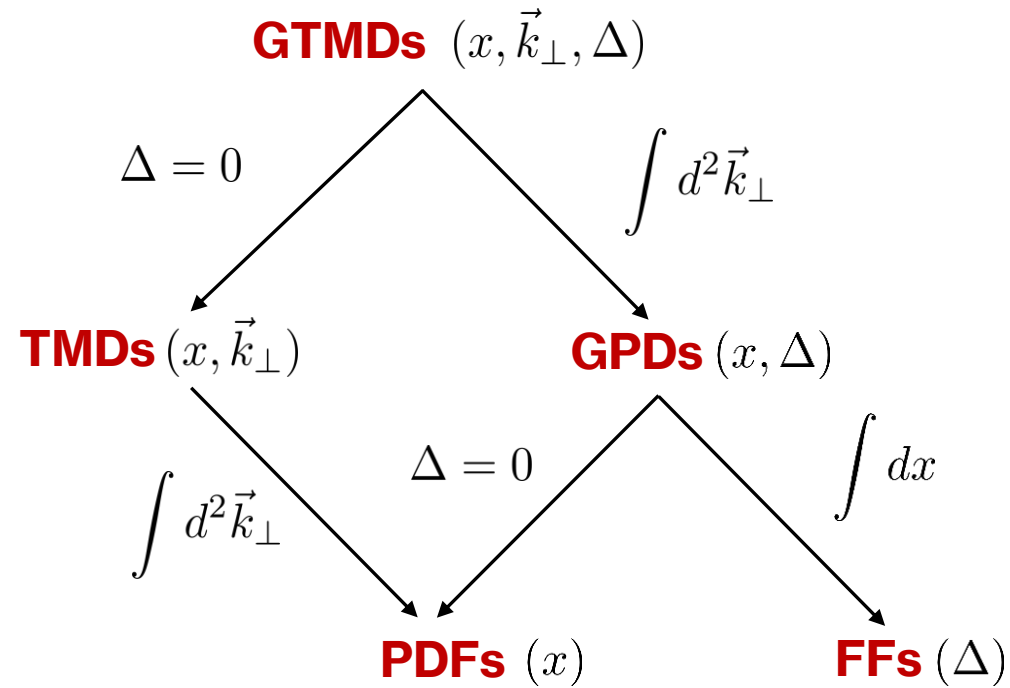 GTMDs (x, k⃗⊥, Δ)
Δ = 0
∫ d²k⃗⊥
TMDs (x, k⃗⊥)
GPDs (x, Δ)
Δ = 0
∫ dx
∫ d²k⃗⊥
PDFs (x)
FFs (Δ)